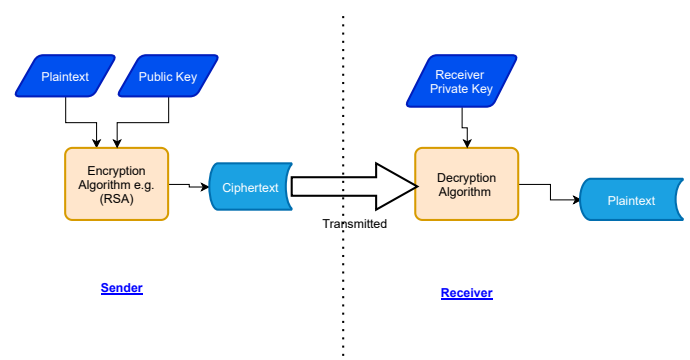 Plaintext
Public Key
Receiver
Private Key
Encryption
Algorithm e.g.
(RSA)
Ciphertext
Transmitted
Decryption
Algorithm
Plaintext
Sender
Receiver